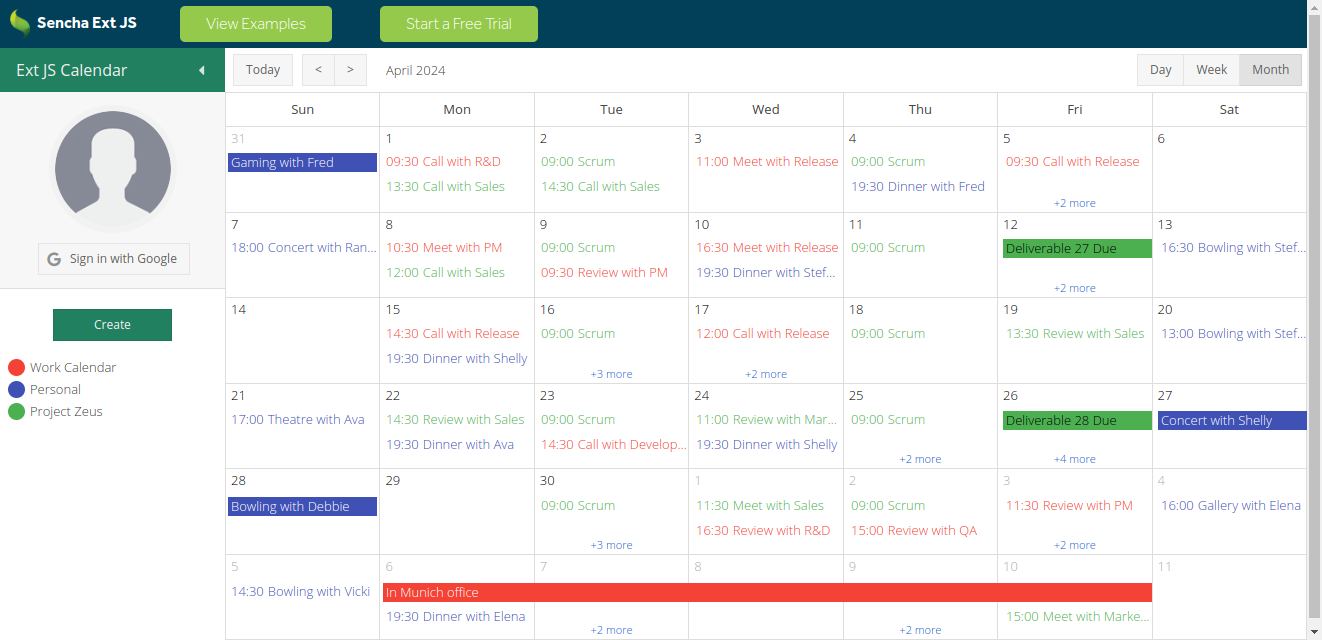 Sencha Ext JS
View Examples
Start a Free Trial
Ext JS Calendar
Today
<
>
April 2024
Day
Week
Month
Sign in with Google
Create
Work Calendar
Personal
Project Zeus
Sun
Mon
Tue
Wed
Thu
Fri
Sat
31
Gaming with Fred
1
09:30 Call with R&D
13:30 Call with Sales
2
09:00 Scrum
14:30 Call with Sales
3
11:00 Meet with Release
4
09:00 Scrum
19:30 Dinner with Fred
5
09:30 Call with Release
+2 more
6
7
18:00 Concert with Ran...
8
10:30 Meet with PM
12:00 Call with Sales
9
09:00 Scrum
09:30 Review with PM
10
16:30 Meet with Release
19:30 Dinner with Stef...
11
09:00 Scrum
12
Deliverable 27 Due
+2 more
13
16:30 Bowling with Stef...
14
15
14:30 Call with Release
19:30 Dinner with Shelly
16
09:00 Scrum
+3 more
17
12:00 Call with Release
+2 more
18
09:00 Scrum
19
13:30 Review with Sales
20
13:00 Bowling with Stef...
21
17:00 Theatre with Ava
22
14:30 Review with Sales
19:30 Dinner with Ava
23
09:00 Scrum
14:30 Call with Develop...
24
11:00 Review with Mar...
19:30 Dinner with Shelly
25
09:00 Scrum
+2 more
26
Deliverable 28 Due
+4 more
27
Concert with Shelly
28
Bowling with Debbie
29
30
09:00 Scrum
+3 more
1
11:30 Meet with Sales
16:30 Review with R&D
2
09:00 Scrum
15:00 Review with QA
3
11:30 Review with PM
+2 more
4
16:00 Gallery with Elena
5
14:30 Bowling with Vicki
6
In Munich office
19:30 Dinner with Elena
7
+2 more
8
9
+2 more
10
15:00 Meet with Marke...
11